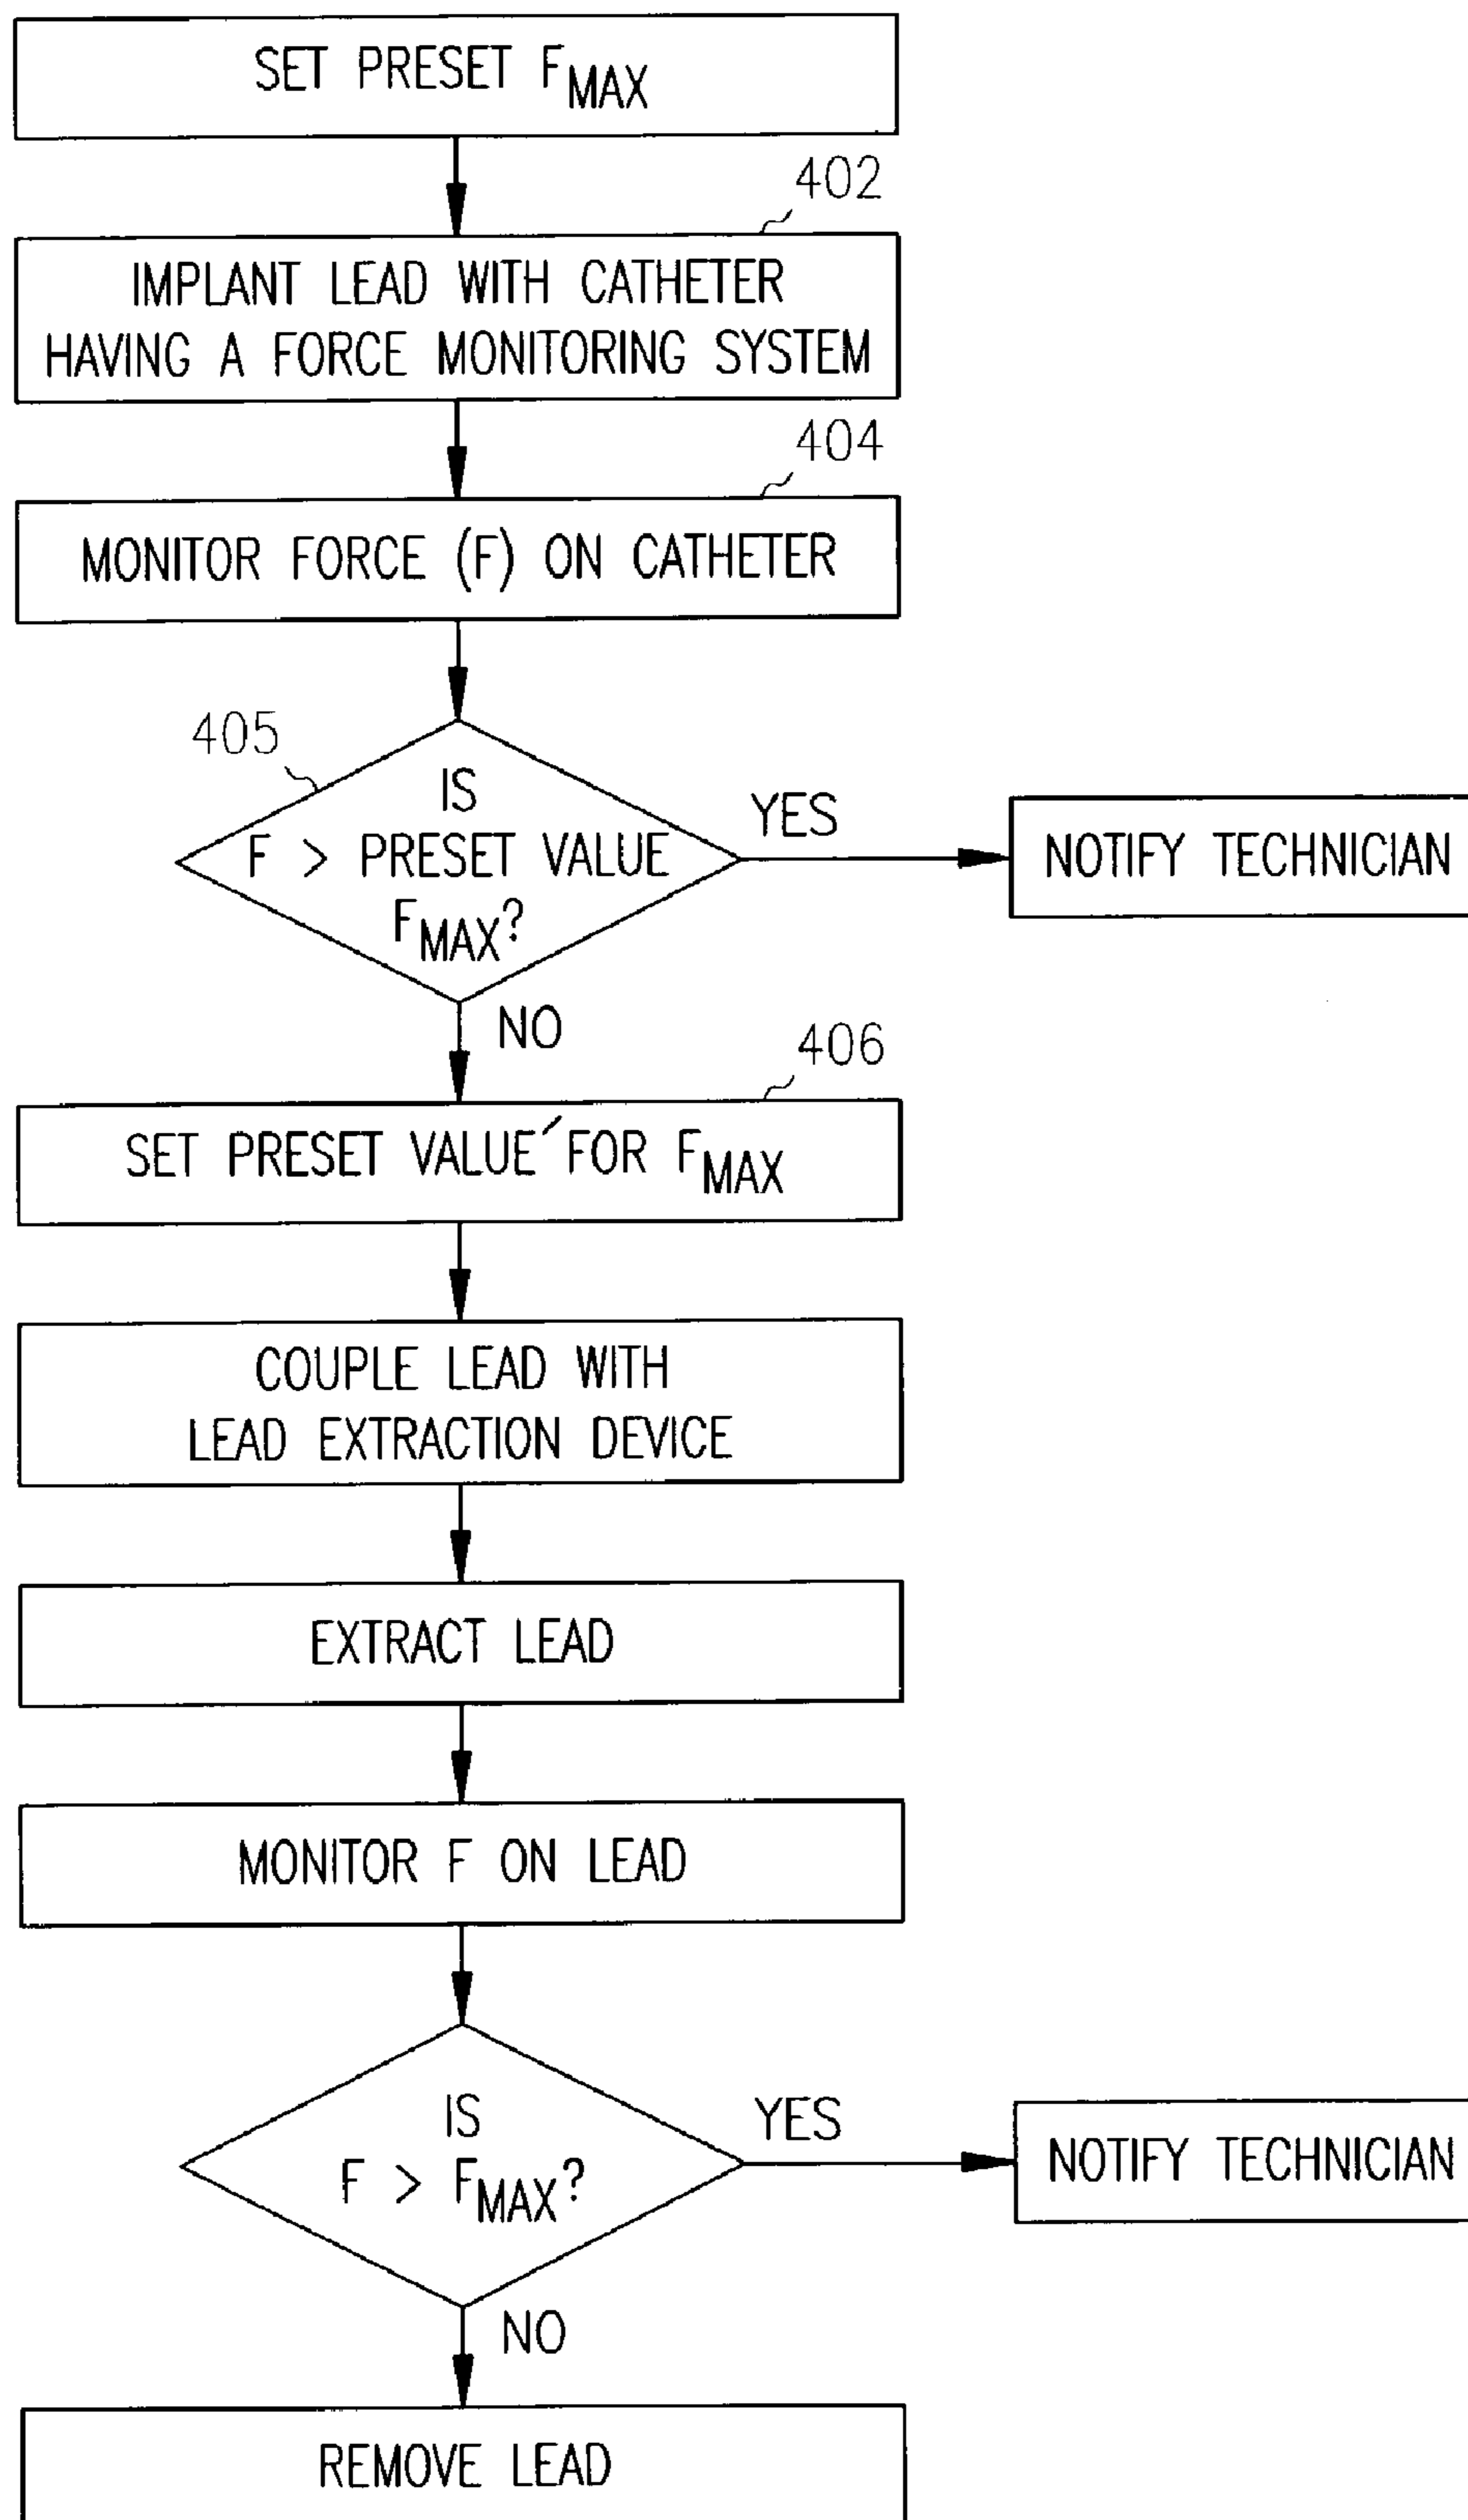 SET PRESET FMAX
402
IMPLANT LEAD WITH CATHETER
HAVING A FORCE MONITORING SYSTEM
404
MONITOR FORCE (F) ON CATHETER
405
IS
F > PRESET VALUE
FMAX?
YES
NOTIFY TECHNICIAN
NO
406
SET PRESET VALUE´ FOR FMAX
COUPLE LEAD WITH
LEAD EXTRACTION DEVICE
EXTRACT LEAD
MONITOR F ON LEAD
IS
F > FMAX?
YES
NOTIFY TECHNICIAN
NO
REMOVE LEAD